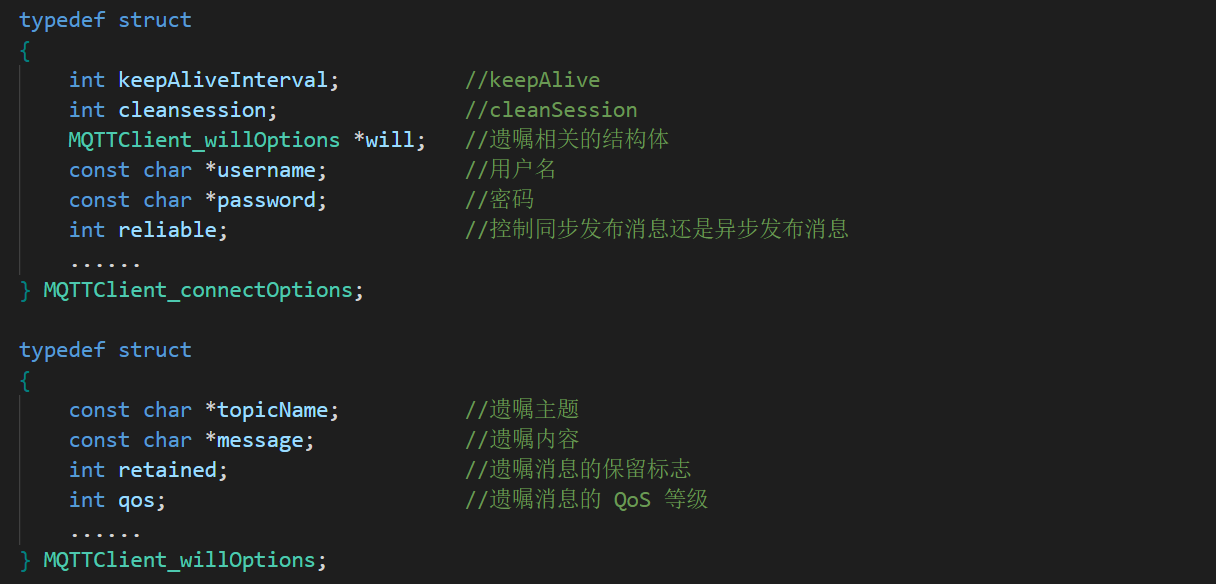 typedef struct
{
    int keepAliveInterval;          //keepAlive
    int cleansession;               //cleanSession
    MQTTClient_willOptions *will;   //遗嘱相关的结构体
    const char *username;           //用户名
    const char *password;           //密码
    int reliable;                   //控制同步发布消息还是异步发布消息
    ......
} MQTTClient_connectOptions;

typedef struct
{
    const char *topicName;          //遗嘱主题
    const char *message;            //遗嘱内容
    int retained;                   //遗嘱消息的保留标志
    int qos;                        //遗嘱消息的 QoS 等级
    ......
} MQTTClient_willOptions;